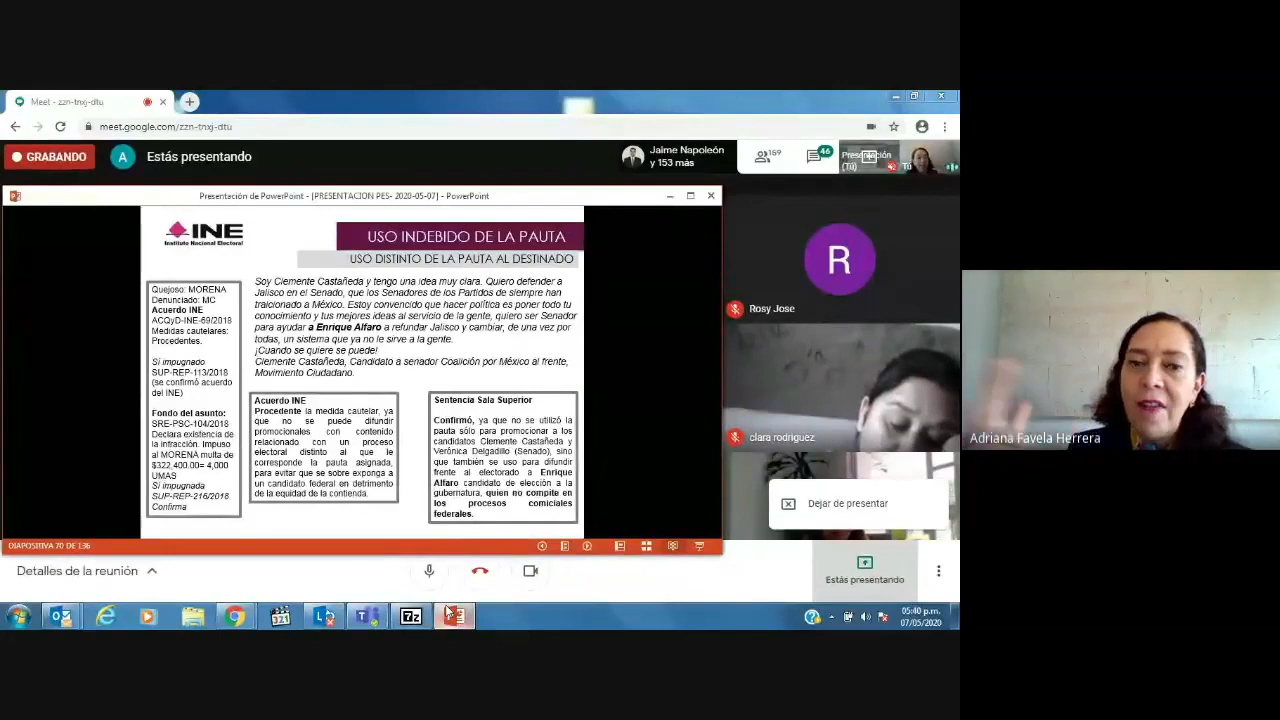 Meet - zzn-tnxj-dtu
meet.google.com/zzn-tnxj-dtu
GRABANDO
A
Estás presentando
Jaime Napoleón
y 153 más
159
46
Presentación
(Tú)
Tú
Presentación de PowerPoint - [PRESENTACION PES- 2020-05-07] - PowerPoint
INE
Instituto Nacional Electoral
USO INDEBIDO DE LA PAUTA
USO DISTINTO DE LA PAUTA AL DESTINADO
Quejoso: MORENA
Denunciado: MC
Acuerdo INE
ACQyD-INE-69/2018
Medidas cautelares:
Procedentes.
Sí impugnado
SUP-REP-113/2018
(se confirmó acuerdo
del INE)
Fondo del asunto:
SRE-PSC-104/2018
Declara existencia de
la infracción. Impuso
al MORENA multa de
$322,400.00= 4,000
UMAS
Sí impugnada
SUP-REP-216/2018
Confirma
Soy Clemente Castañeda y tengo una idea muy clara. Quiero defender a
Jalisco en el Senado, que los Senadores de los Partidos de siempre han
traicionado a México. Estoy convencido que hacer política es poner todo tu
conocimiento y tus mejores ideas al servicio de la gente, quiero ser Senador
para ayudar a Enrique Alfaro a refundar Jalisco y cambiar, de una vez por
todas, un sistema que ya no le sirve a la gente.
¡Cuando se quiere se puede!
Clemente Castañeda, Candidato a senador Coalición por México al frente,
Movimiento Ciudadano.
Acuerdo INE
Procedente la medida cautelar, ya
que no se puede difundir
promocionales con contenido
relacionado con un proceso
electoral distinto al que le
corresponde la pauta asignada,
para evitar que se sobre exponga a
un candidato federal en detrimento
de la equidad de la contienda.
Sentencia Sala Superior
Confirmó, ya que no se utilizó la
pauta sólo para promocionar a los
candidatos Clemente Castañeda y
Verónica Delgadillo (Senado), sino
que también se uso para difundir
frente al electorado a Enrique
Alfaro candidato de elección a la
gubernatura, quien no compite en
los procesos comiciales
federales.
DIAPOSITIVA 70 DE 136
R
Rosy Jose
clara rodriguez
Dejar de presentar
Adriana Favela Herrera
Detalles de la reunión
Estás presentando
321
7z
05:40 p.m.
07/05/2020